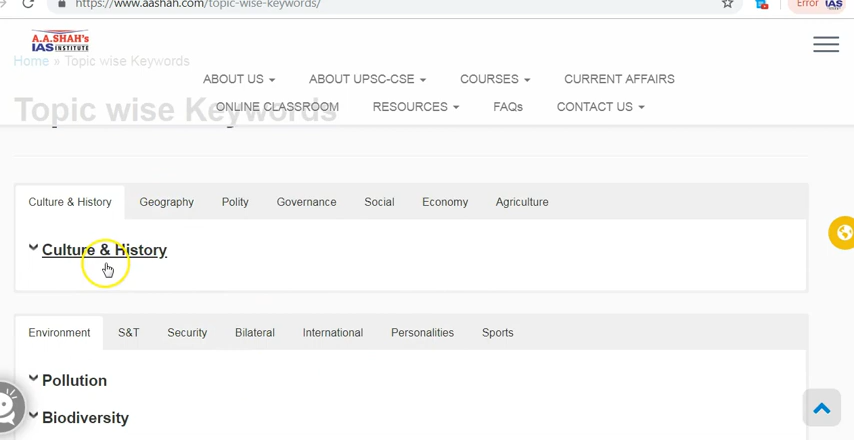 https://www.aashah.com/topic-wise-keywords/
Error
IAS
A.A.SHAH's
IAS INSTITUTE
Home » Topic wise Keywords
ABOUT US ABOUT UPSC-CSE COURSES CURRENT AFFAIRS
ONLINE CLASSROOM RESOURCES FAQs CONTACT US
Topic wise Keywords
Culture & History Geography Polity Governance Social Economy Agriculture
Culture & History
Environment S&T Security Bilateral International Personalities Sports
Pollution
Biodiversity